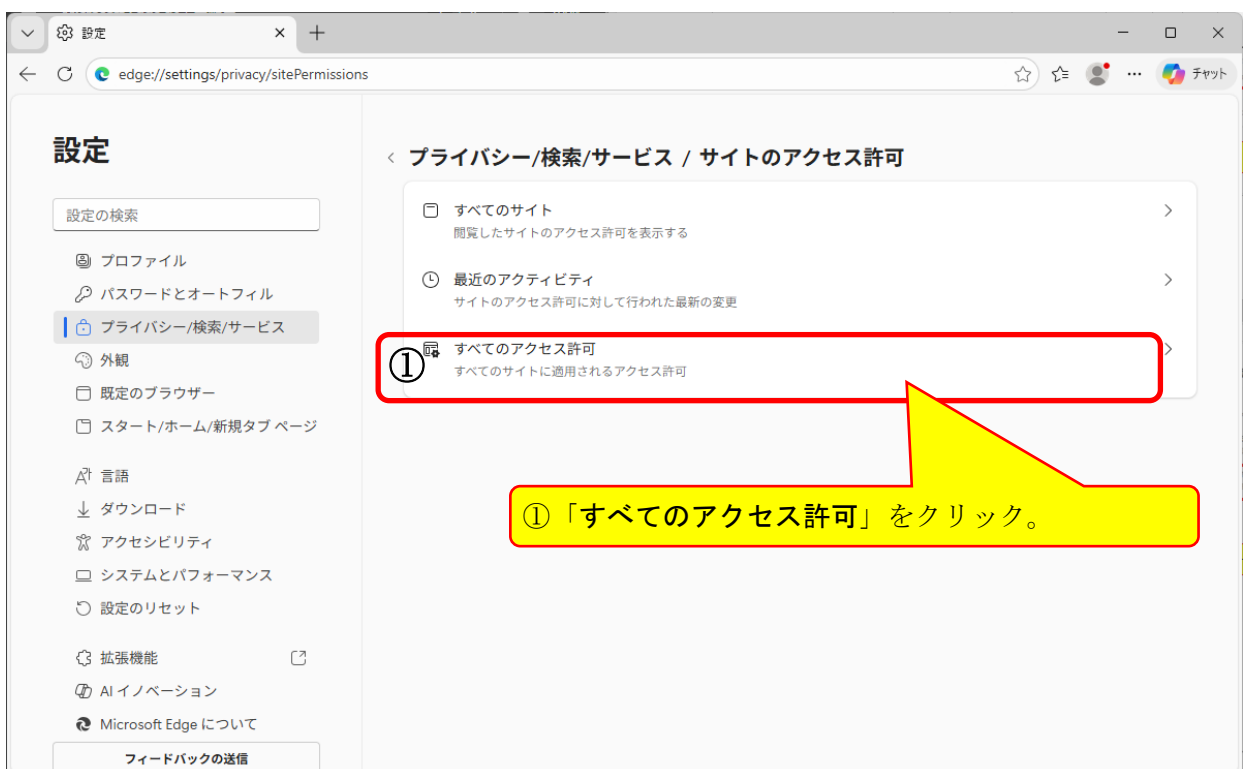 設定
edge://settings/privacy/sitePermissions
チャット
設定
設定の検索
プロファイル
パスワードとオートフィル
プライバシー/検索/サービス
外観
既定のブラウザー
スタート/ホーム/新規タブ ページ
言語
ダウンロード
アクセシビリティ
システムとパフォーマンス
設定のリセット
拡張機能
AI イノベーション
Microsoft Edge について
フィードバックの送信
プライバシー/検索/サービス / サイトのアクセス許可
すべてのサイト
閲覧したサイトのアクセス許可を表示する
最近のアクティビティ
サイトのアクセス許可に対して行われた最新の変更
①
すべてのアクセス許可
すべてのサイトに適用されるアクセス許可
①「すべてのアクセス許可」をクリック。